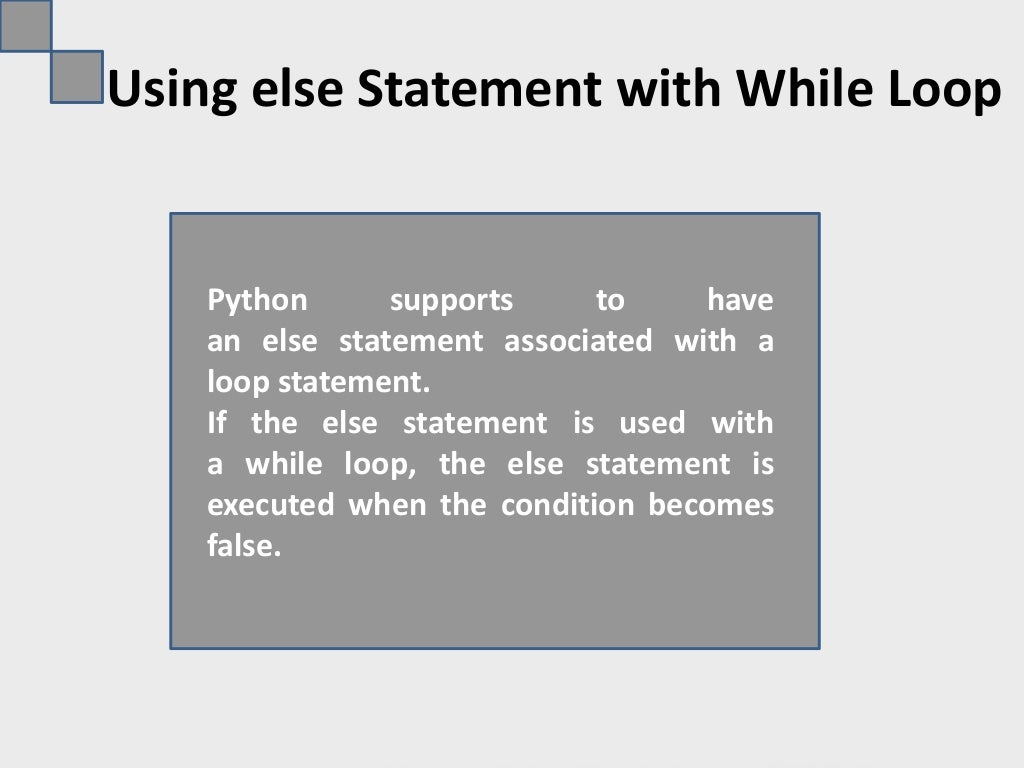 Using else Statement with While Loop
Python supports to have
an else statement associated with a
loop statement.
If the else statement is used with
a while loop, the else statement is
executed when the condition becomes
false.